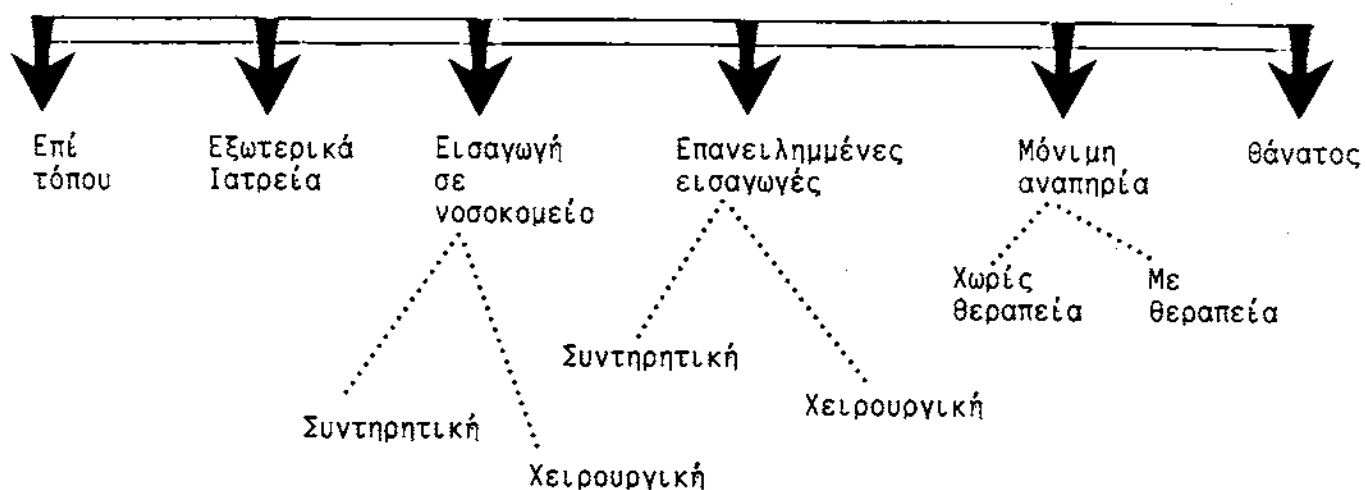 Επί
τόπου
Εξωτερικά
Ιατρεία
Εισαγωγή
σε
νοσοκομείο
Επανειλημμένες
εισαγωγές
Μόνιμη
αναπηρία
θάνατος
Συντηρητική
Χειρουργική
Συντηρητική
Χειρουργική
Χωρίς
θεραπεία
Με
θεραπεία